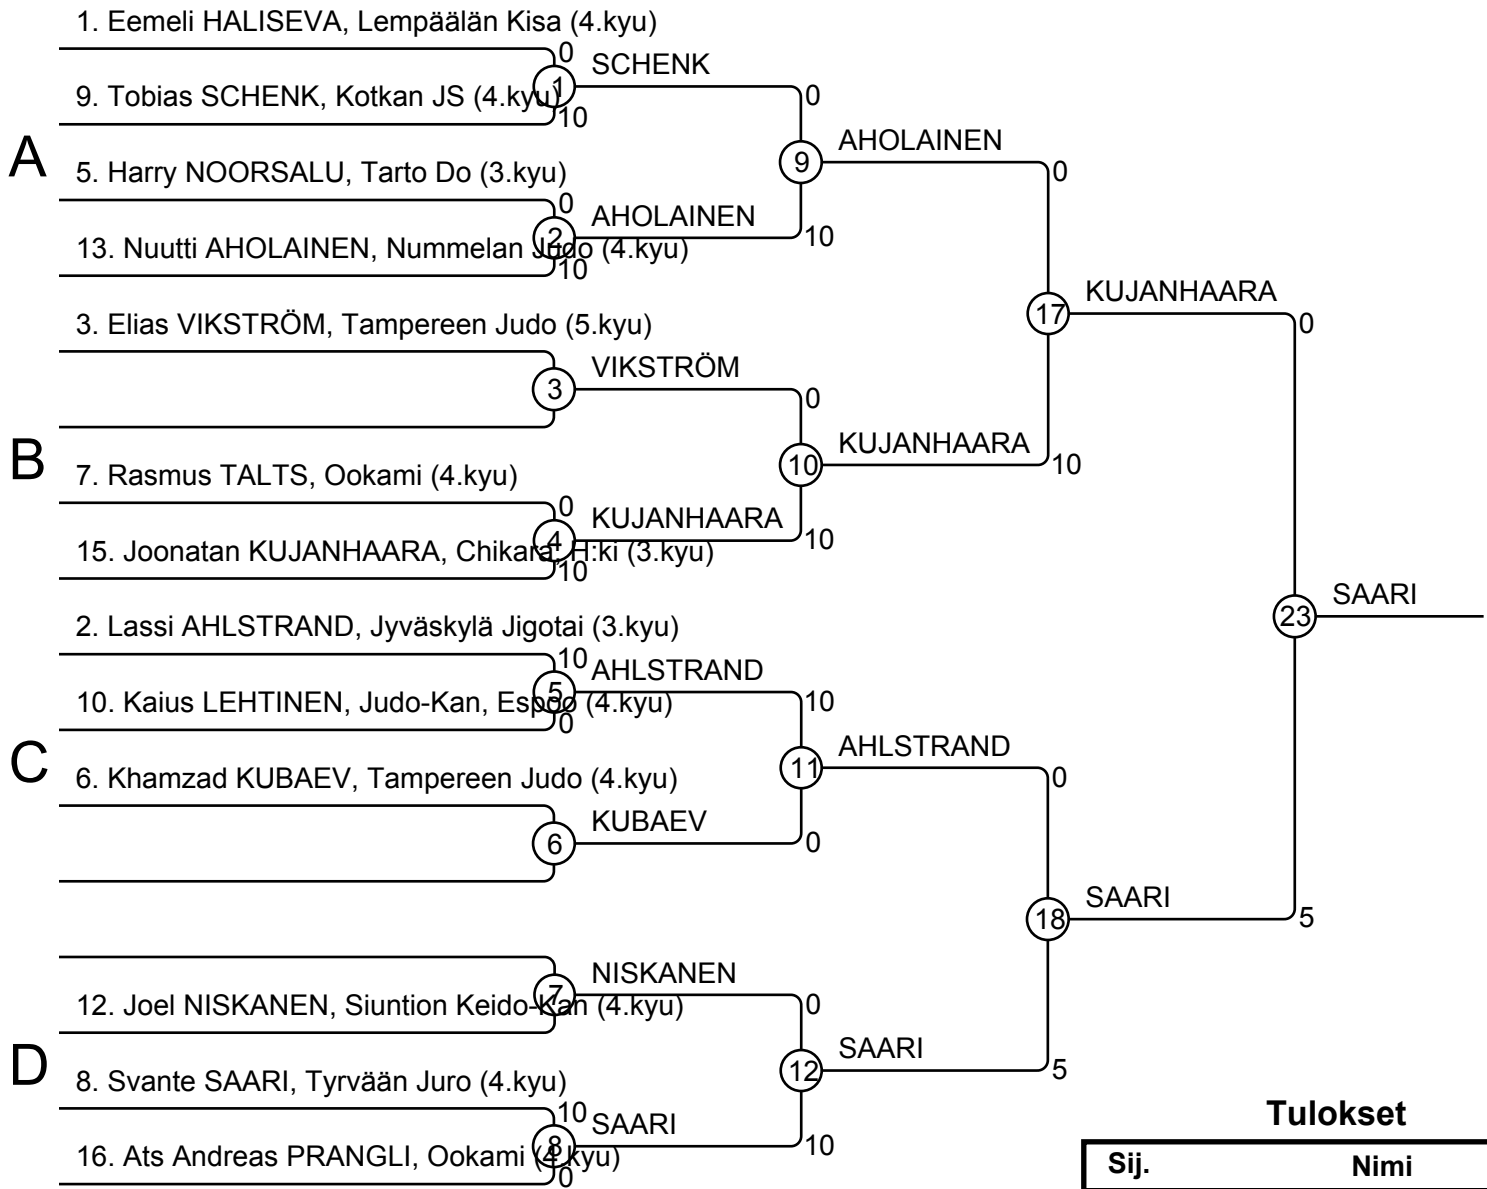 1. Eemeli HALISEVA, Lempäälän Kisa (4.kyu)
0
SCHENK
1
9. Tobias SCHENK, Kotkan JS (4.kyu)
0
10
A
AHOLAINEN
9
5. Harry NOORSALU, Tarto Do (3.kyu)
0
0
AHOLAINEN
2
10
13. Nuutti AHOLAINEN, Nummelan Judo (4.kyu)
10
KUJANHAARA
17
3. Elias VIKSTRÖM, Tampereen Judo (5.kyu)
0
VIKSTRÖM
3
0
B
KUJANHAARA
10
10
7. Rasmus TALTS, Ookami (4.kyu)
0
KUJANHAARA
4
10
15. Joonatan KUJANHAARA, Chikara, H:ki (3.kyu)
10
SAARI
23
2. Lassi AHLSTRAND, Jyväskylä Jigotai (3.kyu)
10
AHLSTRAND
5
10
10. Kaius LEHTINEN, Judo-Kan, Espoo (4.kyu)
0
C
AHLSTRAND
11
0
6. Khamzad KUBAEV, Tampereen Judo (4.kyu)
KUBAEV
6
0
SAARI
18
5
NISKANEN
7
12. Joel NISKANEN, Siuntion Keido-Kan (4.kyu)
0
D
SAARI
12
5
8. Svante SAARI, Tyrvään Juro (4.kyu)
10
SAARI
8
10
16. Ats Andreas PRANGLI, Ookami (4.kyu)
0
Tulokset
Sij. Nimi